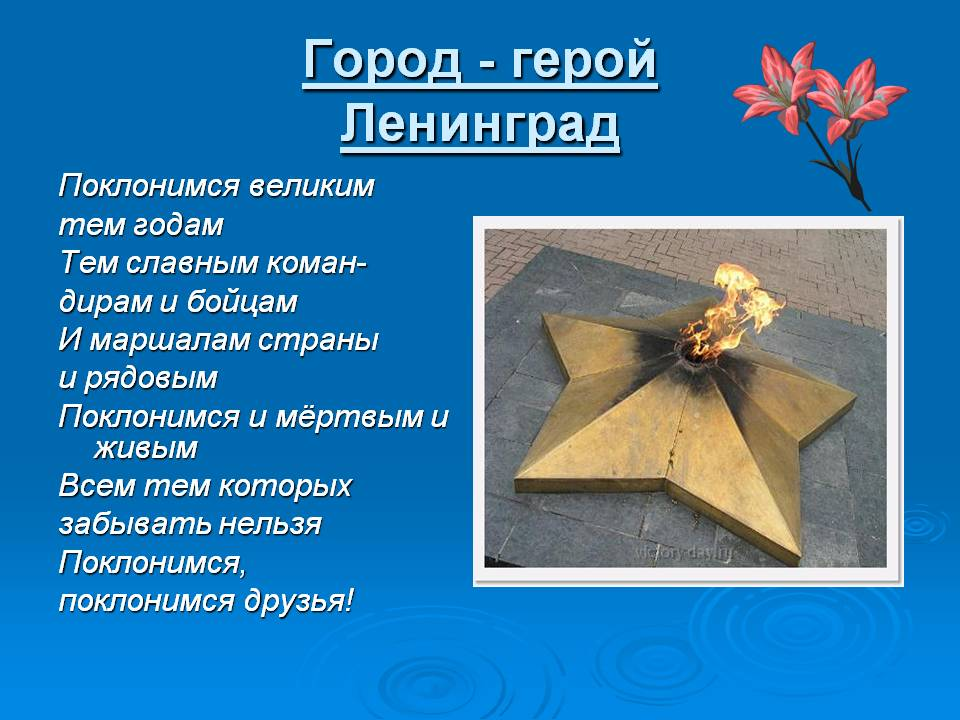 Город - герой
Ленинград
Поклонимся великим
тем годам
Тем славным коман-
дирам и бойцам
И маршалам страны
и рядовым
Поклонимся и мёртвым и
живым
Всем тем которых
забывать нельзя
Поклонимся,
поклонимся друзья!
victory-day.ru